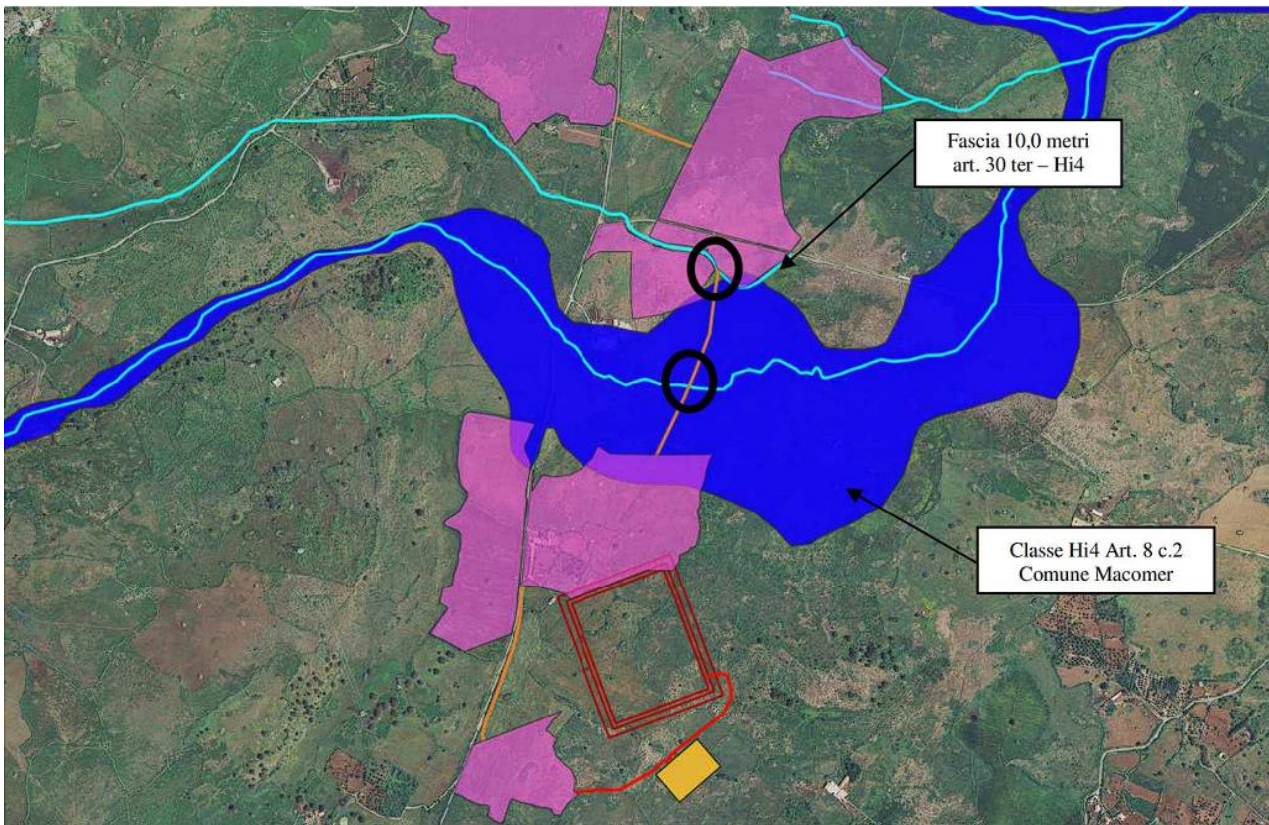 Fascia 10,0 metri
art. 30 ter – Hi4
Classe Hi4 Art. 8 c.2
Comune Macomer